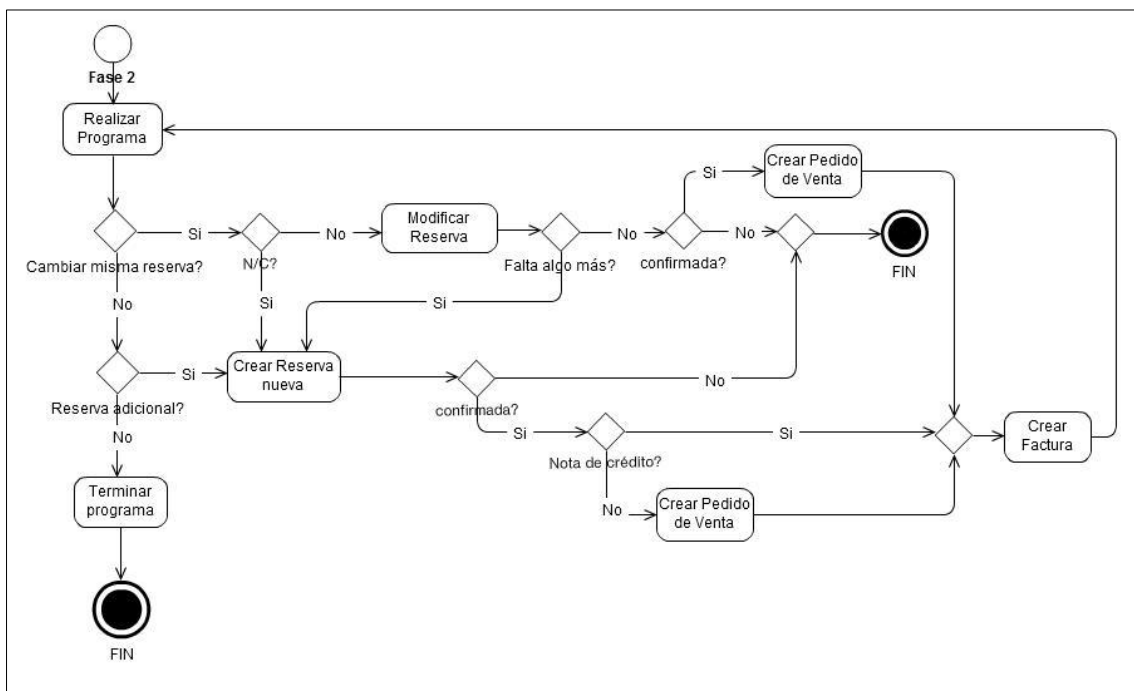 Fase 2
Realizar
Programa
Crear Pedido
de Venta
Si
Modificar
Reserva
Si
No
No
No
Cambiar misma reserva?
N/C?
Falta algo más?
confirmada?
FIN
No
Si
Si
Crear Reserva
nueva
Si
No
Reserva adicional?
confirmada?
Crear
Factura
No
Si
Si
Nota de crédito?
Terminar
programa
Crear Pedido
de Venta
No
FIN